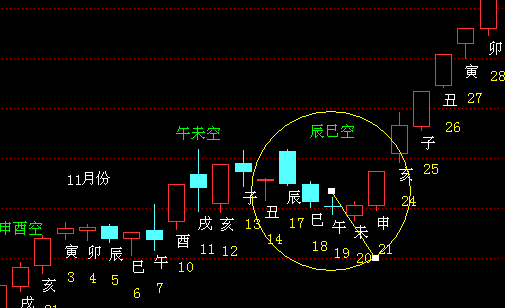 卯
寅
28
丑
27
午未空
辰巳空
26
子
25
11月份
子
辰
亥
丑
巳
24
申酉空
戌
亥
13
17
午
申
寅
卯
辰
酉
11
12
14
18
未
巳
午
10
19
20
21
亥
3
4
5
6
7
戌